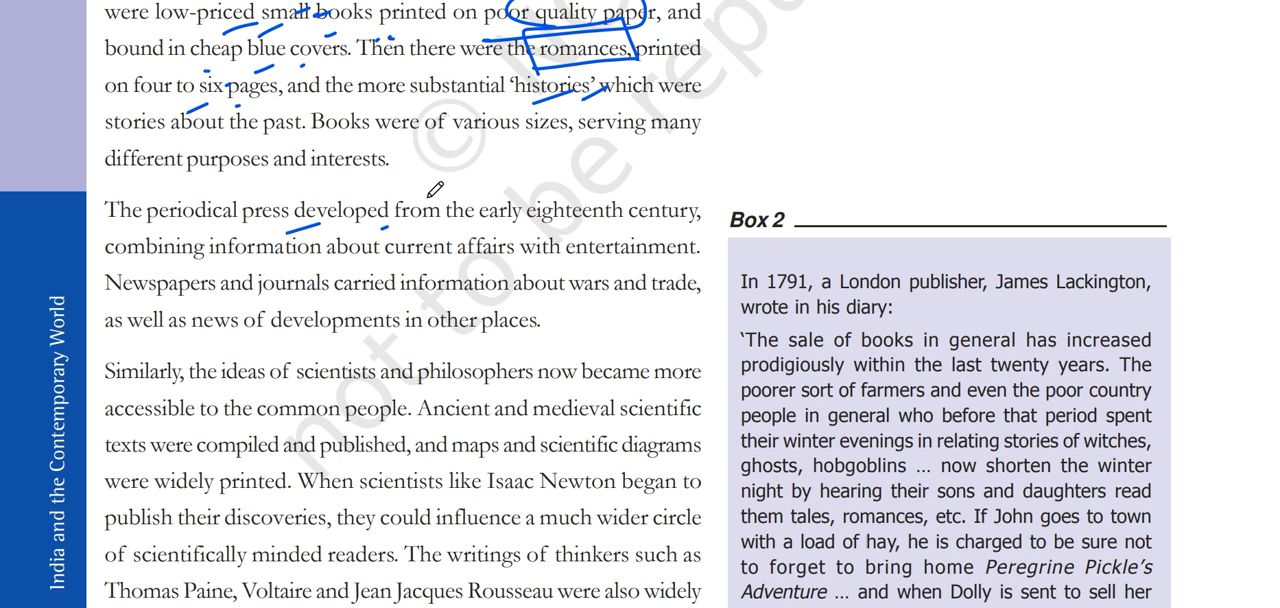 were low-priced small books printed on poor quality paper, and
bound in cheap blue covers. Then there were the romances, printed
on four to six pages, and the more substantial ‘histories’ which were
stories about the past. Books were of various sizes, serving many
different purposes and interests.
The periodical press developed from the early eighteenth century,
combining information about current affairs with entertainment.
Newspapers and journals carried information about wars and trade,
as well as news of developments in other places.
Similarly, the ideas of scientists and philosophers now became more
accessible to the common people. Ancient and medieval scientific
texts were compiled and published, and maps and scientific diagrams
were widely printed. When scientists like Isaac Newton began to
publish their discoveries, they could influence a much wider circle
of scientifically minded readers. The writings of thinkers such as
Thomas Paine, Voltaire and Jean Jacques Rousseau were also widely
Box 2
In 1791, a London publisher, James Lackington,
wrote in his diary:
‘The sale of books in general has increased
prodigiously within the last twenty years. The
poorer sort of farmers and even the poor country
people in general who before that period spent
their winter evenings in relating stories of witches,
ghosts, hobgoblins … now shorten the winter
night by hearing their sons and daughters read
them tales, romances, etc. If John goes to town
with a load of hay, he is charged to be sure not
to forget to bring home Peregrine Pickle’s
Adventure … and when Dolly is sent to sell her
India and the Contemporary World
not to be repu
©